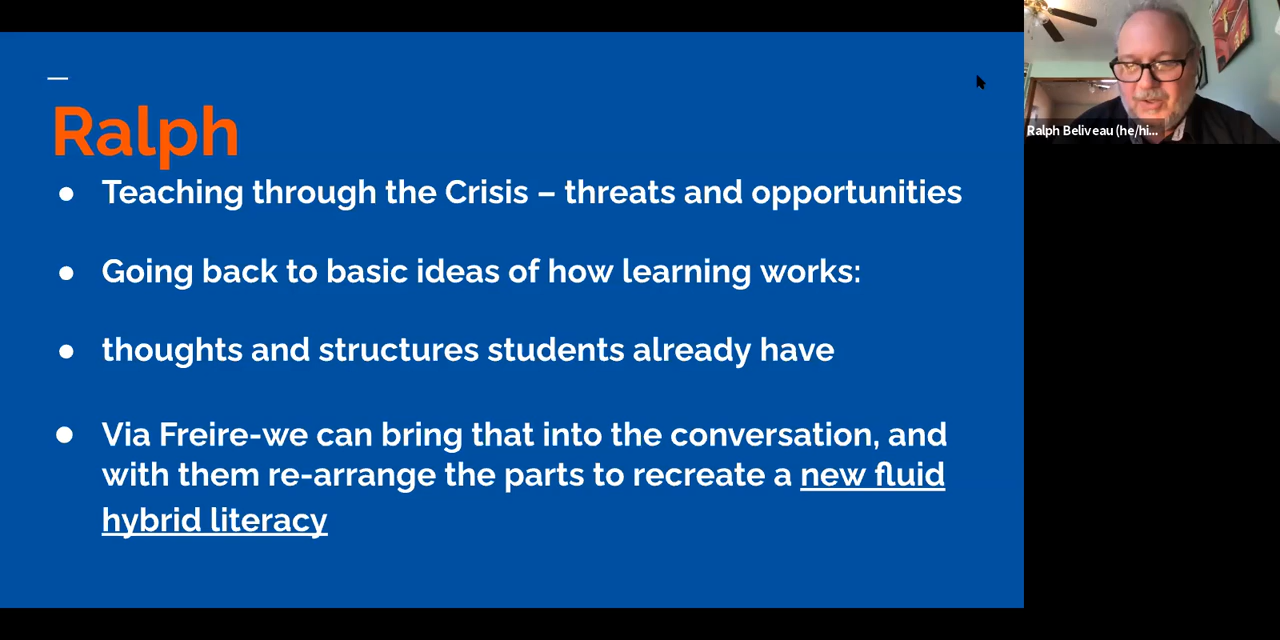 Ralph
● Teaching through the Crisis – threats and opportunities
● Going back to basic ideas of how learning works:
● thoughts and structures students already have
● Via Freire-we can bring that into the conversation, and
with them re-arrange the parts to recreate a new fluid
hybrid literacy
Ralph Beliveau (he/hi...